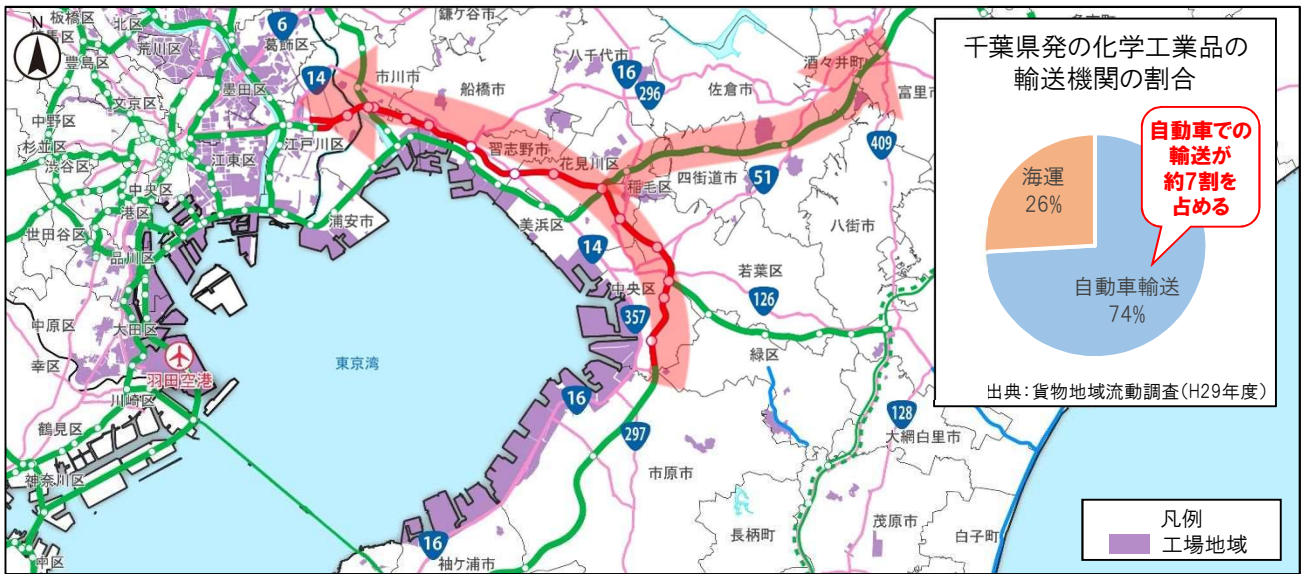 N
板橋区
北区
足立区
豊島区
荒川区
葛飾区
6
文京区
墨田区
14
中野区
杉並区
渋谷区
江東区
江戸川区
中央区
港区
世田谷区
品川区
浦安市
中原区
大田区
幸区
羽田空港
川崎区
鶴見区
神奈川区
中区
東京湾
鎌ケ谷市
市川市
船橋市
八千代市
16
296
佐倉市
酒々井町
富里市
409
習志野市
花見川区
稲毛区
四街道市
51
美浜区
八街市
14
中央区
若葉区
126
357
緑区
16
297
128
大網白里市
市原市
長柄町
茂原市
白子町
16
袖ケ浦市
千葉県発の化学工業品の
輸送機関の割合
自動車での
輸送が
約7割を
占める
海運
26%
自動車輸送
74%
出典:貨物地域流動調査(H29年度)
凡例
工場地域